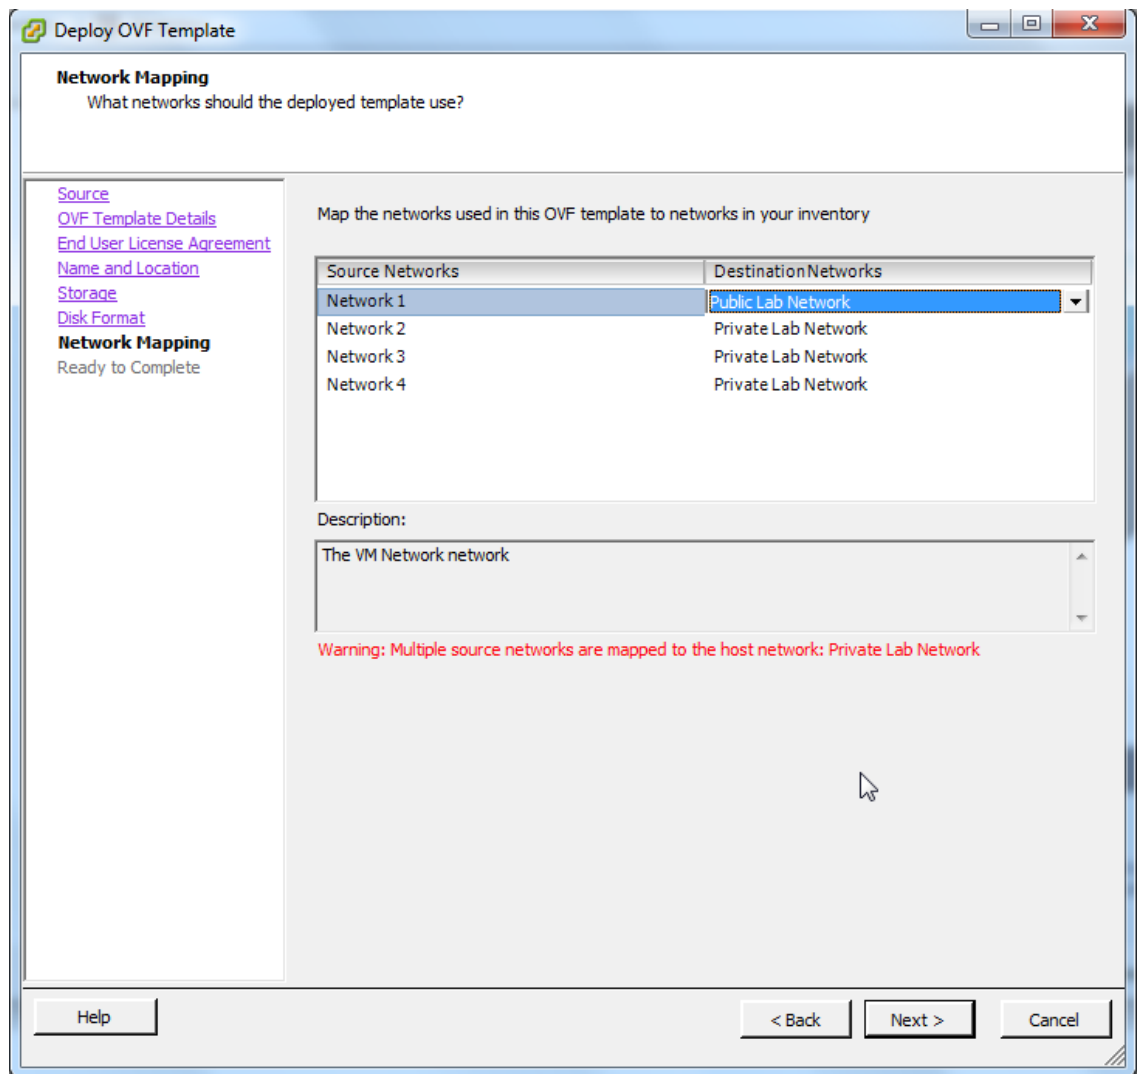 Deploy OVF Template
Network Mapping
What networks should the deployed template use?
Source
OVF Template Details
End User License Agreement
Name and Location
Storage
Disk Format
Network Mapping
Ready to Complete
Map the networks used in this OVF template to networks in your inventory
Source Networks Destination Networks
Network 1 Public Lab Network
Network 2 Private Lab Network
Network 3 Private Lab Network
Network 4 Private Lab Network
Description:
The VM Network network
Warning: Multiple source networks are mapped to the host network: Private Lab Network
Help < Back Next > Cancel